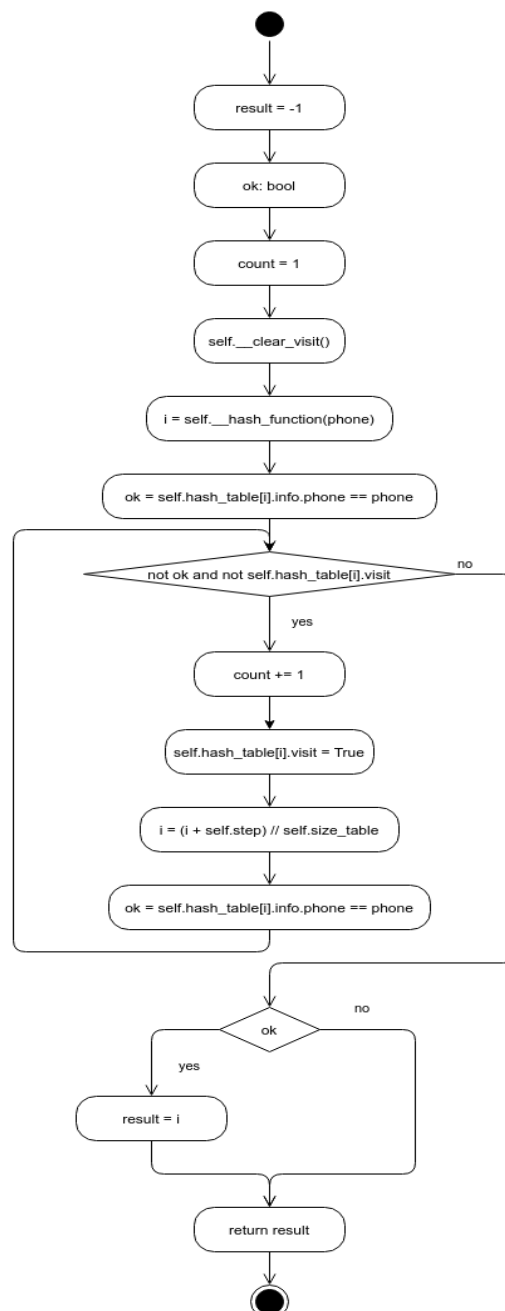 result = -1
ok: bool
count = 1
self.__clear_visit()
i = self.__hash_function(phone)
ok = self.hash_table[i].info.phone == phone
not ok and not self.hash_table[i].visit
no
yes
count += 1
self.hash_table[i].visit = True
i = (i + self.step) // self.size_table
ok = self.hash_table[i].info.phone == phone
ok
no
yes
result = i
return result